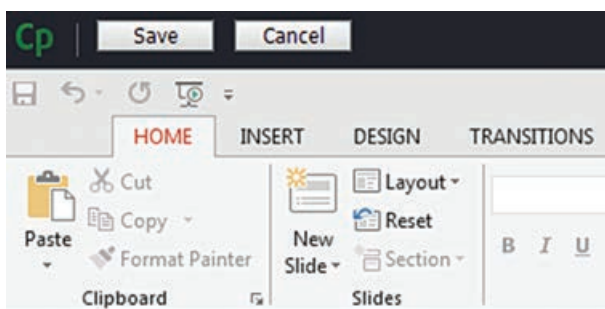 Cp Save Cancel
HOME INSERT DESIGN TRANSITIONS
Cut Layout
Copy Reset
Paste New B I U
Format Painter Slide Section
Clipboard Slides